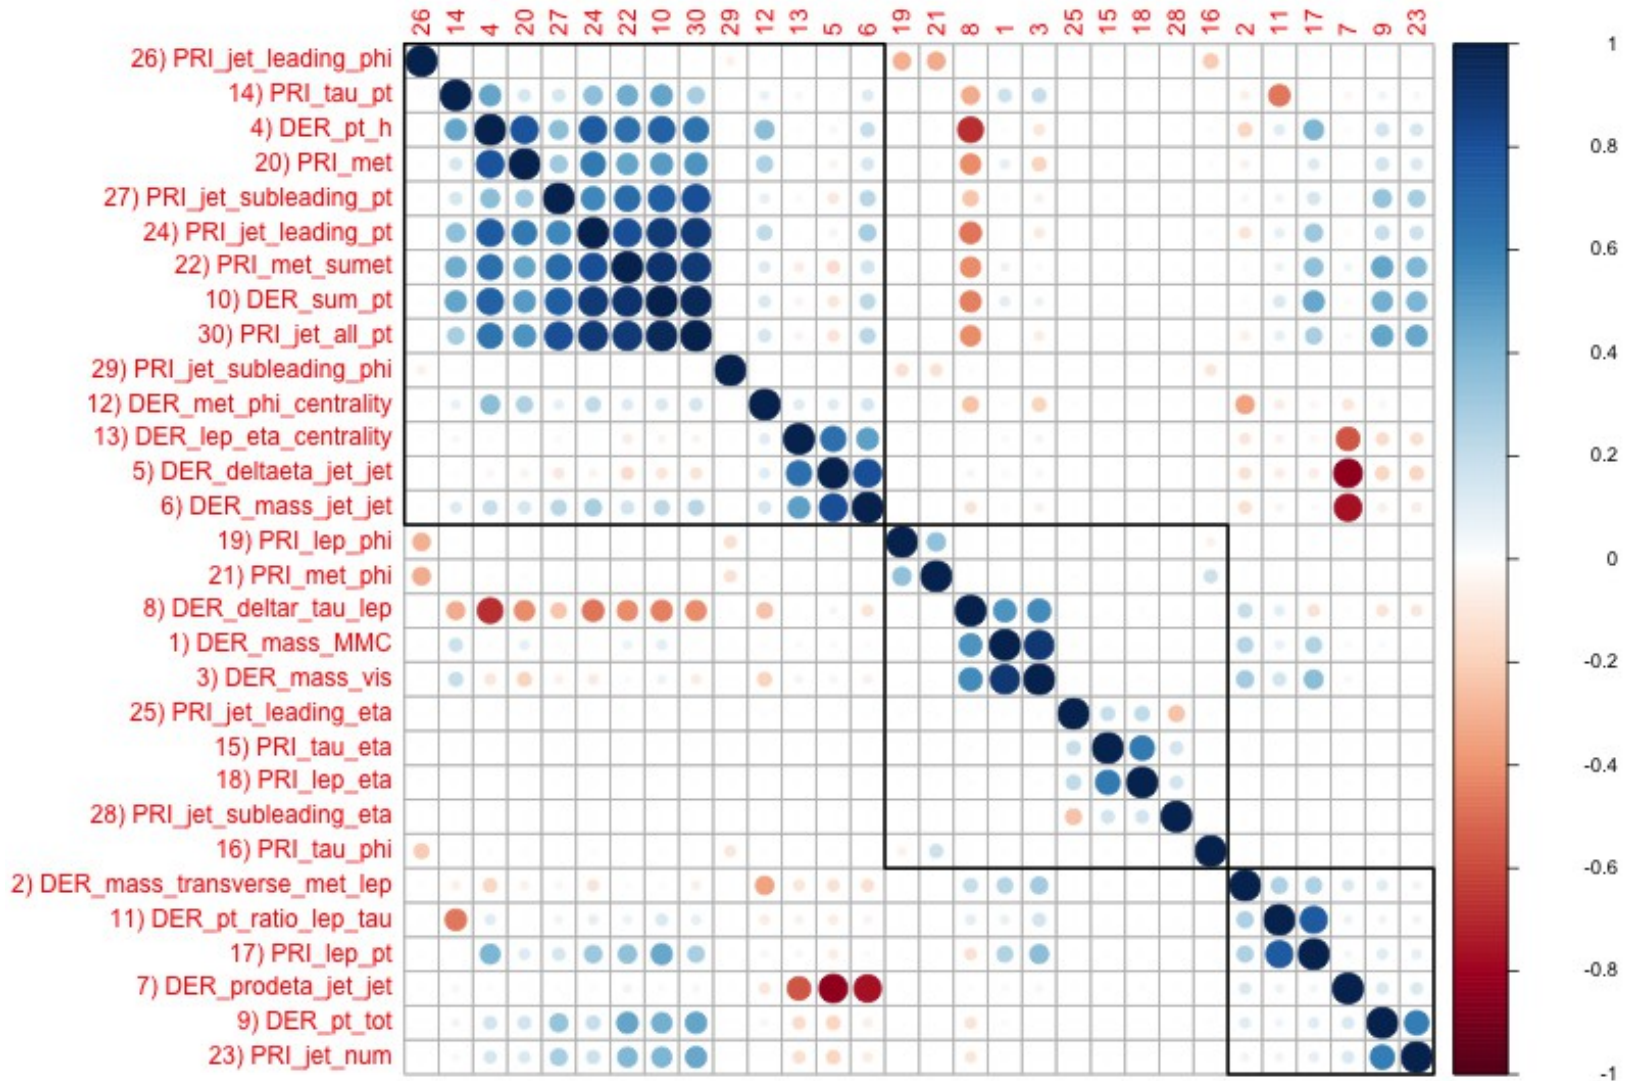 26 14 4 20 27 24 22 10 30 29 12 13 5 6 19 21 8 1 3 25 15 18 28 16 2 11 17 7 9 23
26) PRI_jet_leading_phi
14) PRI_tau_pt
4) DER_pt_h
20) PRI_met
27) PRI_jet_subleading_pt
24) PRI_jet_leading_pt
22) PRI_met_sumet
10) DER_sum_pt
30) PRI_jet_all_pt
29) PRI_jet_subleading_phi
12) DER_met_phi_centrality
13) DER_lep_eta_centrality
5) DER_deltaeta_jet_jet
6) DER_mass_jet_jet
19) PRI_lep_phi
21) PRI_met_phi
8) DER_deltar_tau_lep
1) DER_mass_MMC
3) DER_mass_vis
25) PRI_jet_leading_eta
15) PRI_tau_eta
18) PRI_lep_eta
28) PRI_jet_subleading_eta
16) PRI_tau_phi
2) DER_mass_transverse_met_lep
11) DER_pt_ratio_lep_tau
17) PRI_lep_pt
7) DER_prodeta_jet_jet
9) DER_pt_tot
23) PRI_jet_num
1
0.8
0.6
0.4
0.2
0
-0.2
-0.4
-0.6
-0.8
-1